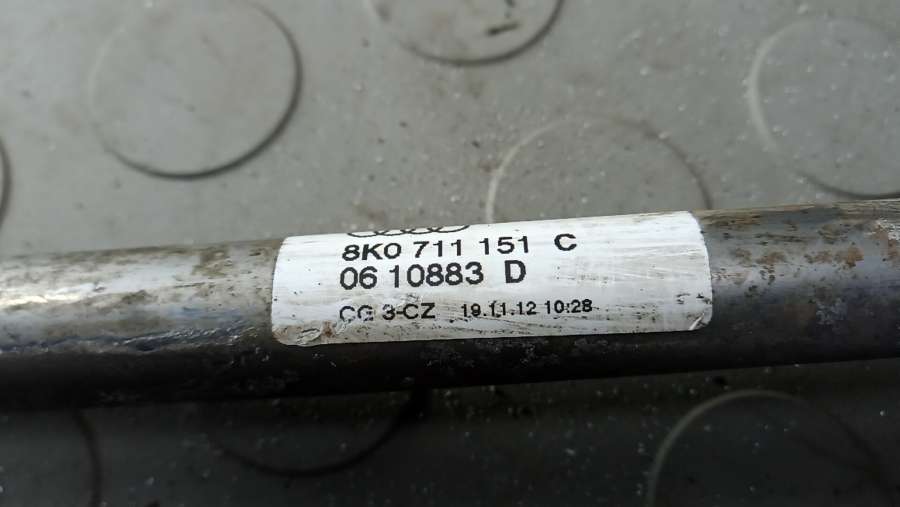 8K0 711 151 C
06 10883 D
CG 3-CZ 19.11.12 10:28